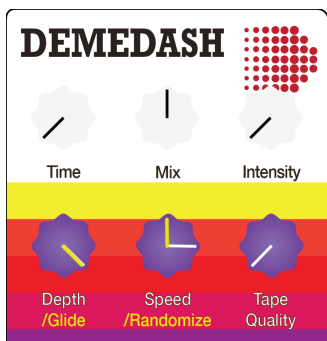 DEMEDASH
Time Mix Intensity
Depth Speed Tape
/Glide /Randomize Quality